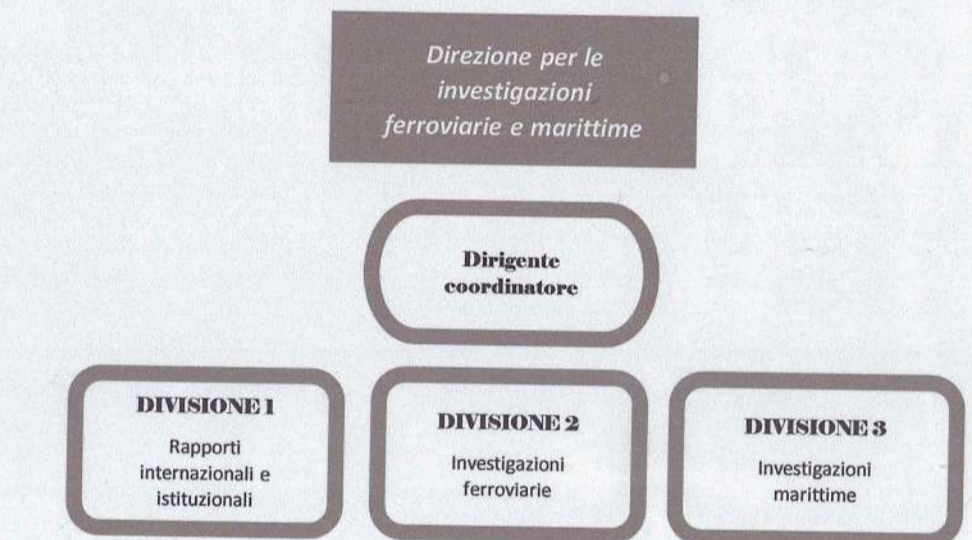 Direzione per le
investigazioni
ferroviarie e marittime
Dirigente
coordinatore
DIVISIONE 1
Rapporti
internazionali e
istituzionali
DIVISIONE 2
Investigazioni
ferroviarie
DIVISIONE 3
Investigazioni
marittime